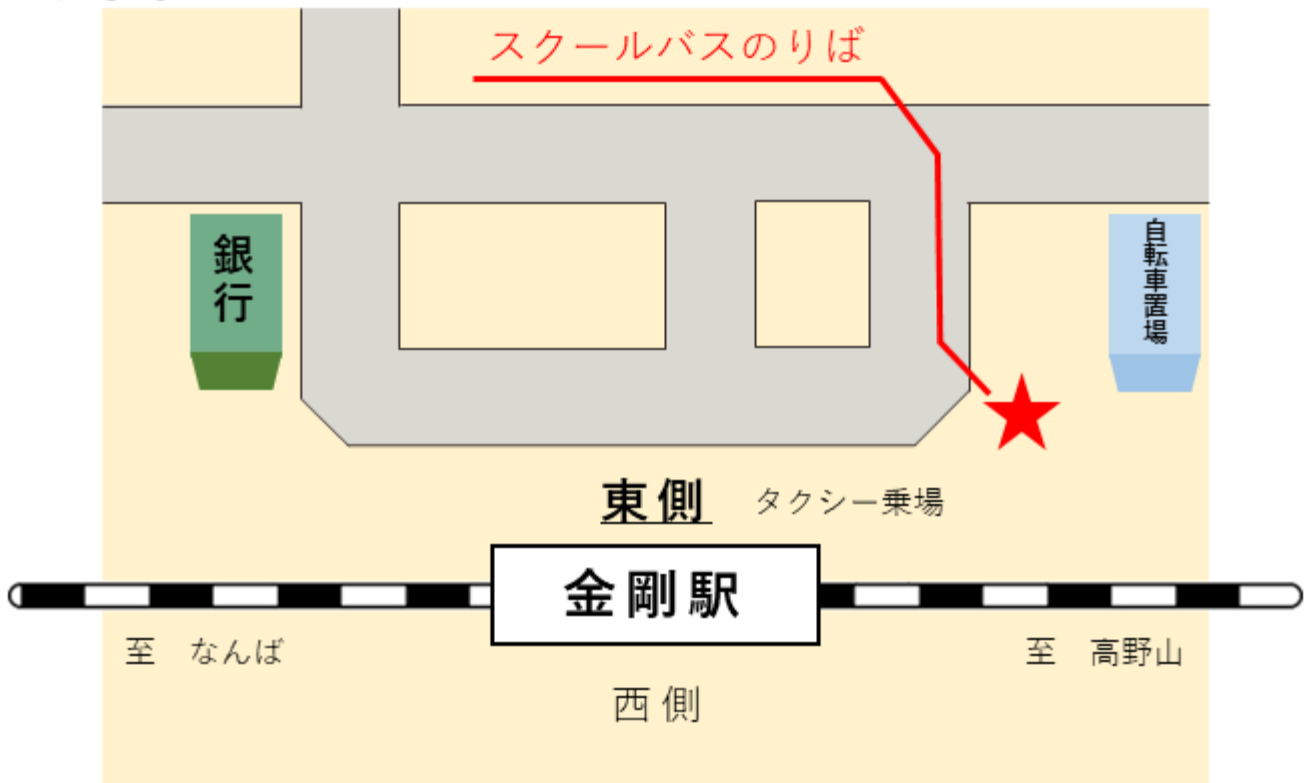 スクールバスのりば
銀行
自転車置場
東側
タクシー乗場
金剛駅
至　なんば
至　高野山
西側